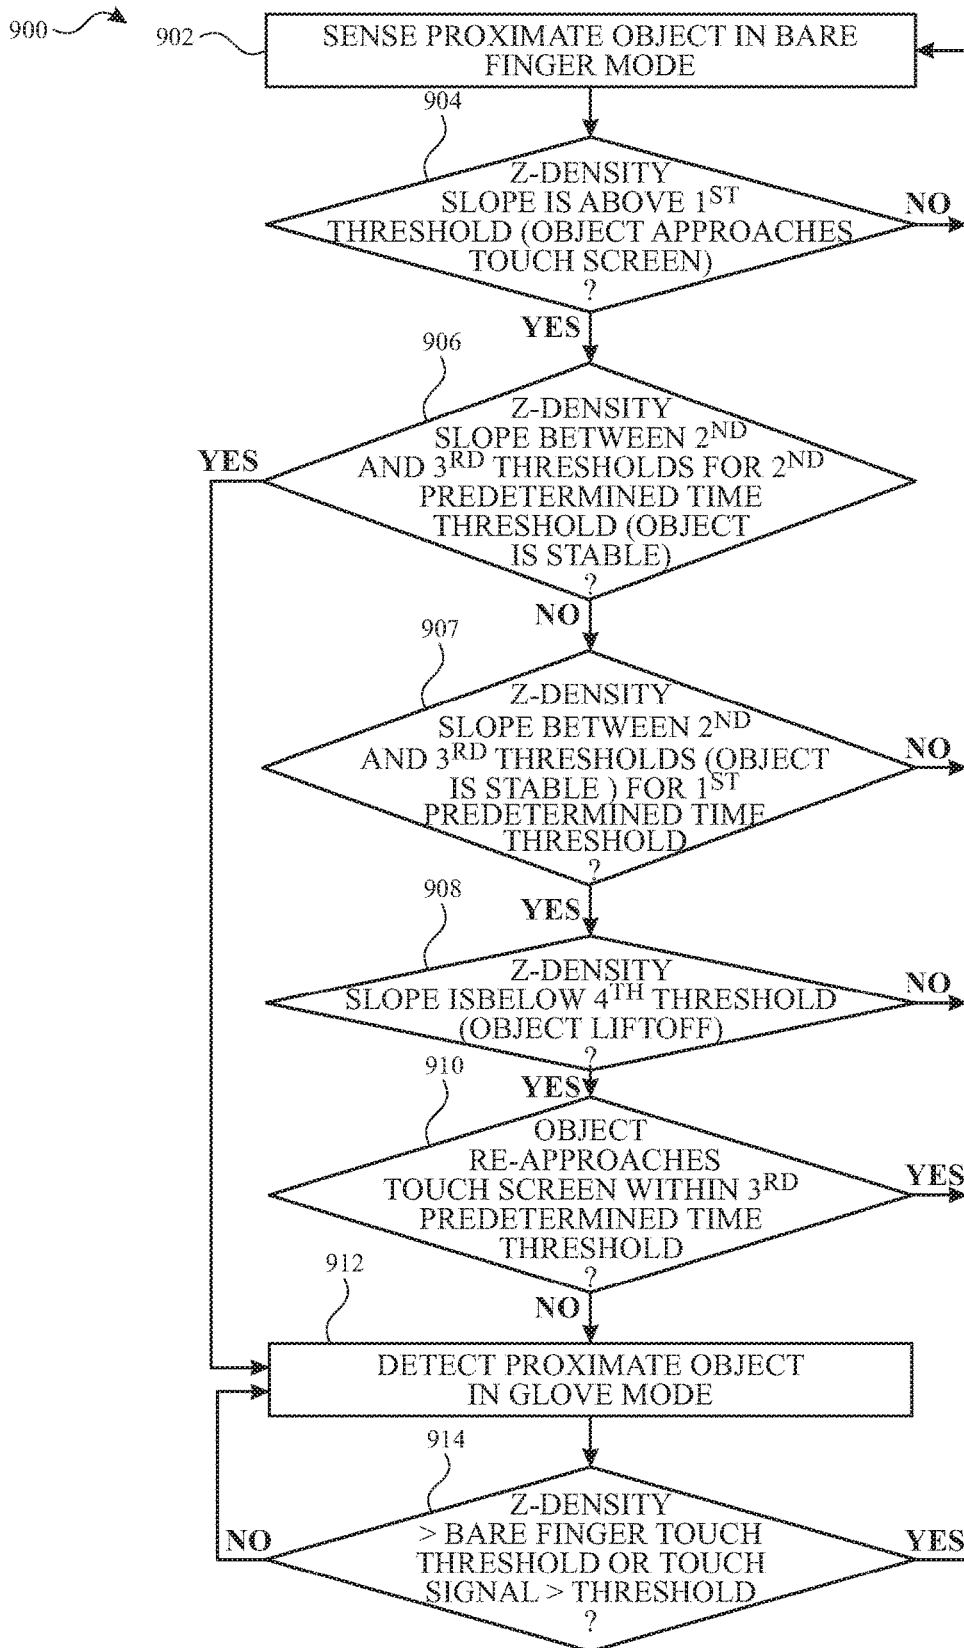 900
902
SENSE PROXIMATE OBJECT IN BARE
FINGER MODE
904
Z-DENSITY
SLOPE IS ABOVE 1ST
THRESHOLD (OBJECT APPROACHES
TOUCH SCREEN)
?
NO
YES
906
Z-DENSITY
SLOPE BETWEEN 2ND
AND 3RD THRESHOLDS FOR 2ND
PREDETERMINED TIME
THRESHOLD (OBJECT
IS STABLE)
?
YES
NO
907
Z-DENSITY
SLOPE BETWEEN 2ND
AND 3RD THRESHOLDS (OBJECT
IS STABLE ) FOR 1ST
PREDETERMINED TIME
THRESHOLD
?
NO
YES
908
Z-DENSITY
SLOPE ISBELOW 4TH THRESHOLD
(OBJECT LIFTOFF)
?
NO
YES
910
OBJECT
RE-APPROACHES
TOUCH SCREEN WITHIN 3RD
PREDETERMINED TIME
THRESHOLD
?
YES
NO
912
DETECT PROXIMATE OBJECT
IN GLOVE MODE
914
Z-DENSITY
> BARE FINGER TOUCH
THRESHOLD OR TOUCH
SIGNAL > THRESHOLD
?
NO
YES